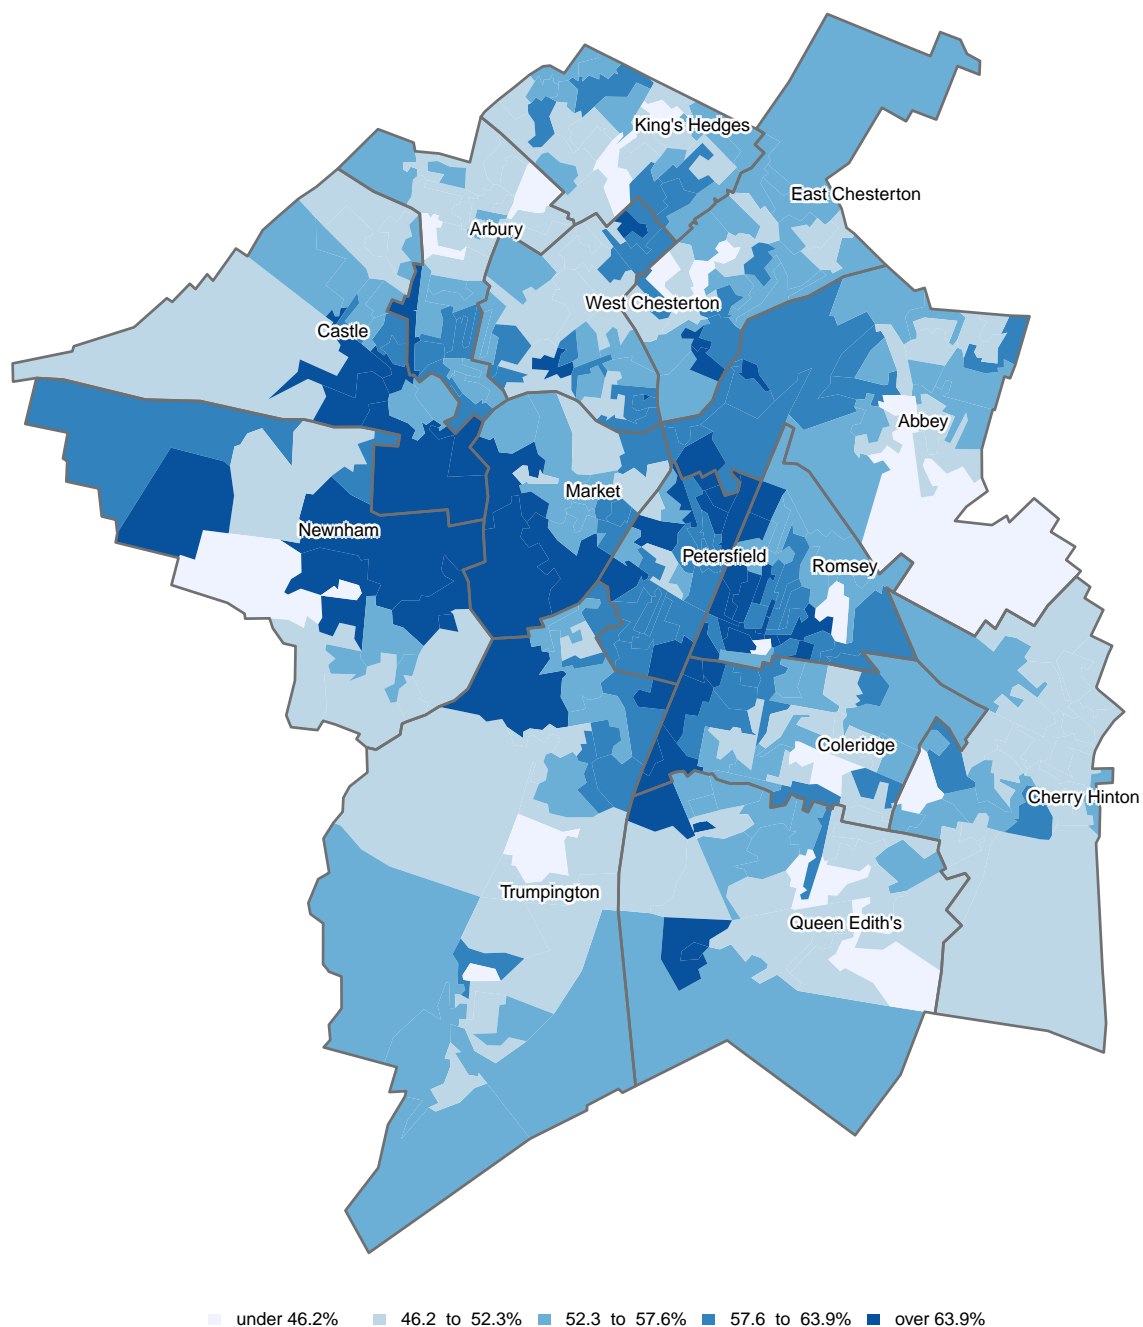 King's Hedges
East Chesterton
Arbury
West Chesterton
Castle
Abbey
Market
Newnham
Petersfield
Romsey
Coleridge
Cherry Hinton
Trumpington
Queen Edith's
under 46.2% 46.2 to 52.3% 52.3 to 57.6% 57.6 to 63.9% over 63.9%